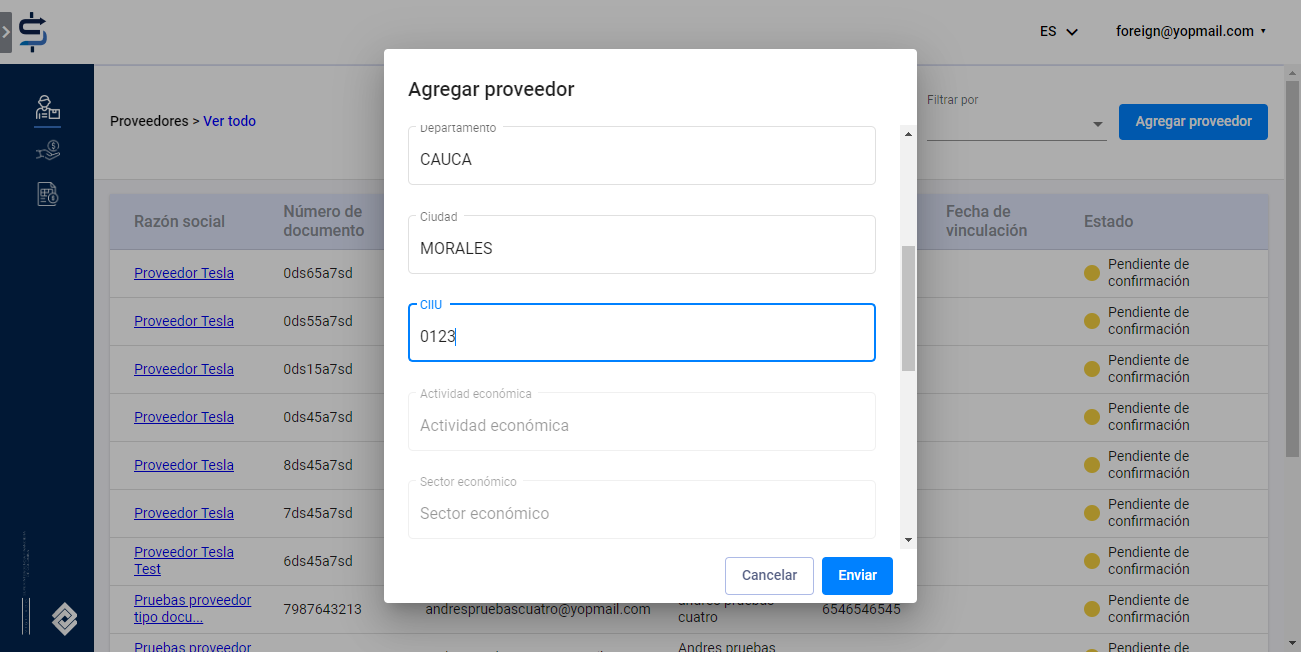 ES
foreign@yopmail.com
Proveedores > Ver todo
Filtrar por
Agregar proveedor
Razón social
Número de
documento
Fecha de
vinculación
Estado
Proveedor Tesla
0ds65a7sd
Pendiente de
confirmación
Proveedor Tesla
0ds55a7sd
Pendiente de
confirmación
Proveedor Tesla
0ds15a7sd
Pendiente de
confirmación
Proveedor Tesla
0ds45a7sd
Pendiente de
confirmación
Proveedor Tesla
8ds45a7sd
Pendiente de
confirmación
Proveedor Tesla
7ds45a7sd
Pendiente de
confirmación
Proveedor Tesla
Test
6ds45a7sd
Pendiente de
confirmación
Pruebas proveedor
tipo docu...
7987643213
andrespruebascuatro@yopmail.com
andres pruebas
cuatro
6546546545
Pendiente de
confirmación
Pruebas proveedor
Andres pruebas
Pendiente de
Agregar proveedor
Departamento
CAUCA
Ciudad
MORALES
CIIU
0123
Actividad económica
Actividad económica
Sector económico
Sector económico
Cancelar
Enviar